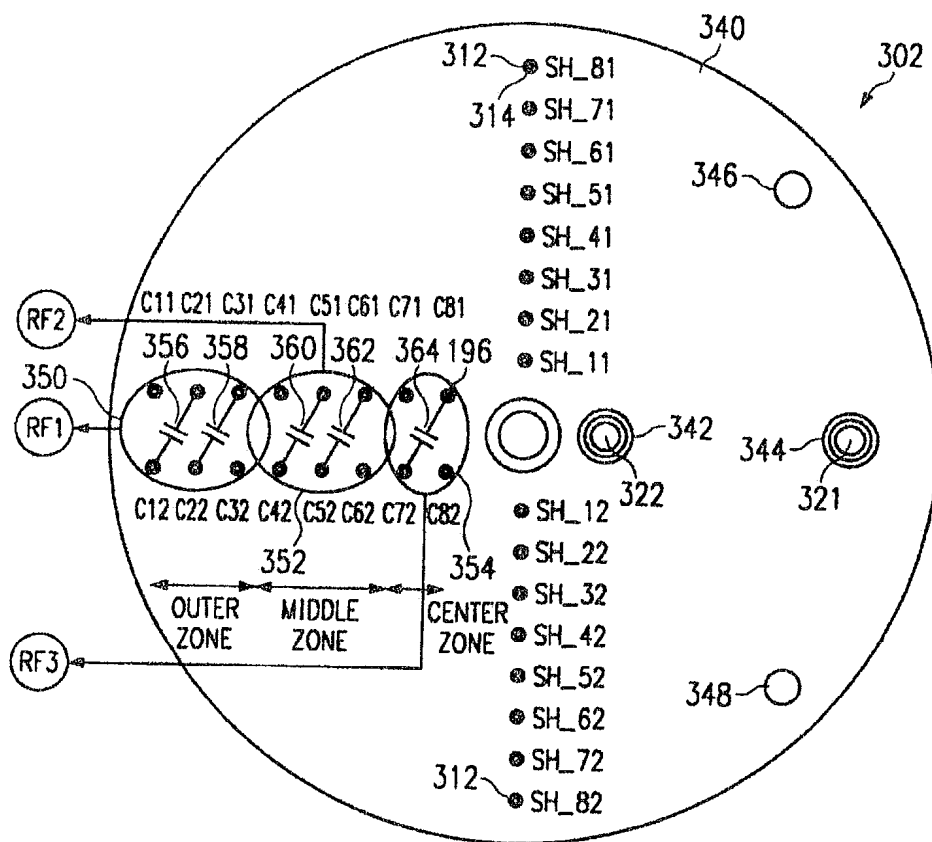 340
302
312
SH_81
314
SH_71
SH_61
346
SH_51
SH_41
SH_31
C11 C21 C31 C41 C51 C61 C71 C81
SH_21
RF2
356 358 360 362 364 196
SH_11
350
RF1
342
344
322
321
C12 C22 C32 C42 C52 C62 C72 C82
SH_12
352
354
SH_22
OUTER ZONE
MIDDLE ZONE
CENTER ZONE
SH_32
SH_42
RF3
SH_52
348
SH_62
SH_72
312
SH_82